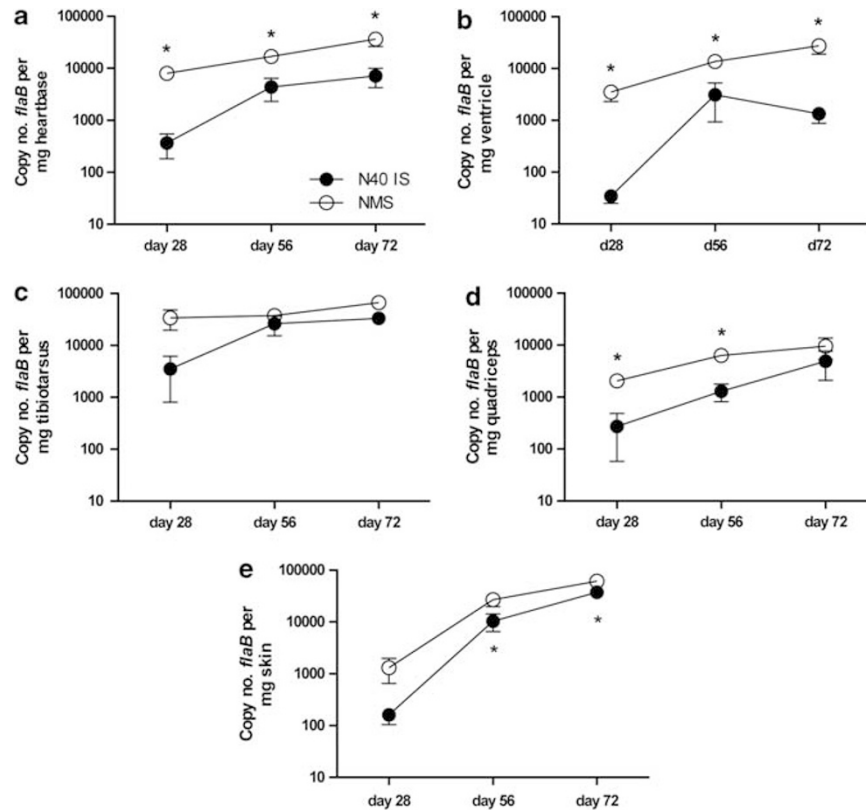 a
Copy no. flaB per
mg heartbase
100000
10000
1000
100
10
*
*
*
N40 IS
NMS
day 28
day 56
day 72
b
Copy no. flaB per
mg ventricle
100000
10000
1000
100
10
*
*
*
d28
d56
d72
c
Copy no. flaB per
mg tibiotarsus
100000
10000
1000
100
10
day 28
day 56
day 72
d
Copy no. flaB per
mg quadriceps
100000
10000
1000
100
10
*
*
day 28
day 56
day 72
e
Copy no. flaB per
mg skin
100000
10000
1000
100
10
*
*
day 28
day 56
day 72